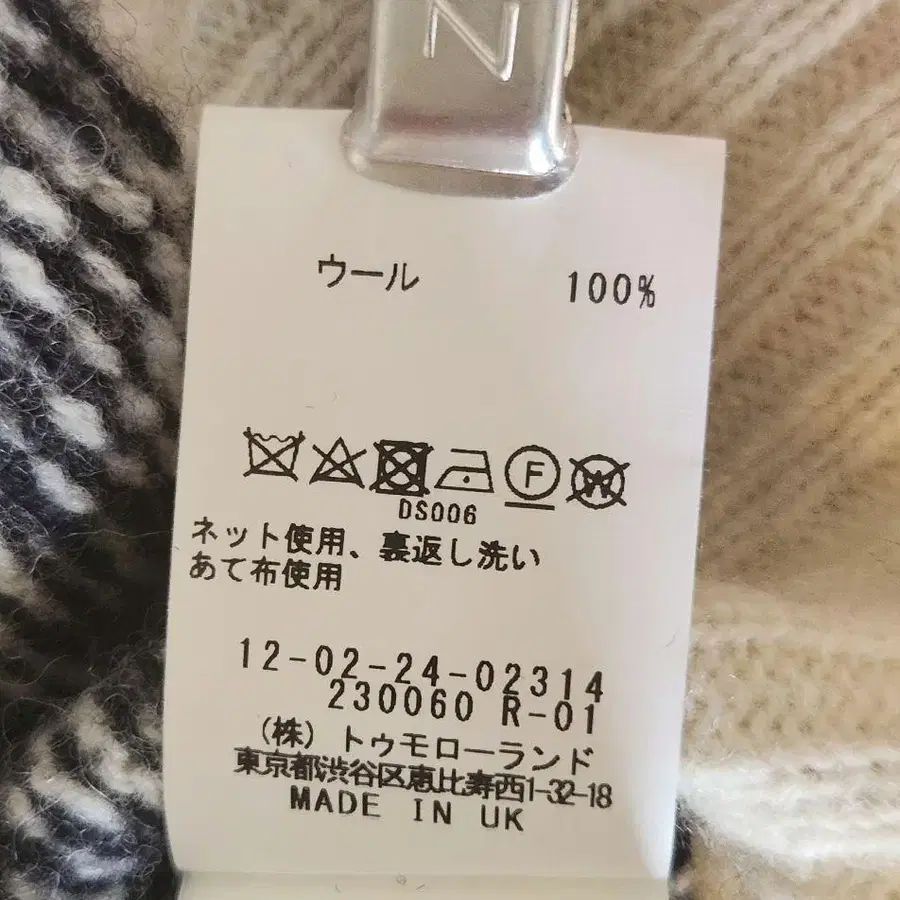 N
ウール 100%
F W
DS006
ネット使用、裏返し洗い
あて布使用
12-02-24-02314
230060 R-01
(株) トゥモローランド
東京都渋谷区恵比寿西1-32-18
MADE IN UK